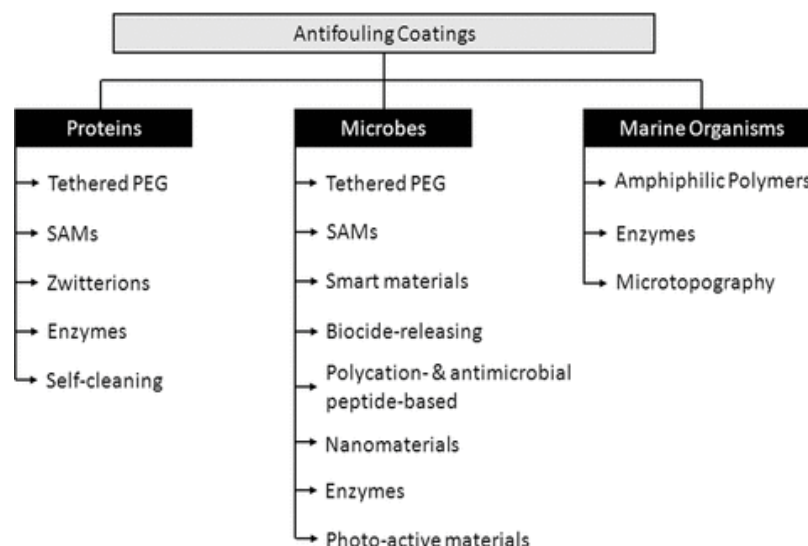 Antifouling Coatings
Proteins
Tethered PEG
SAMs
Zwitterions
Enzymes
Self-cleaning
Microbes
Tethered PEG
SAMs
Smart materials
Biocide-releasing
Polycation- & antimicrobial
peptide-based
Nanomaterials
Enzymes
Photo-active materials
Marine Organisms
Amphiphilic Polymers
Enzymes
Microtopography